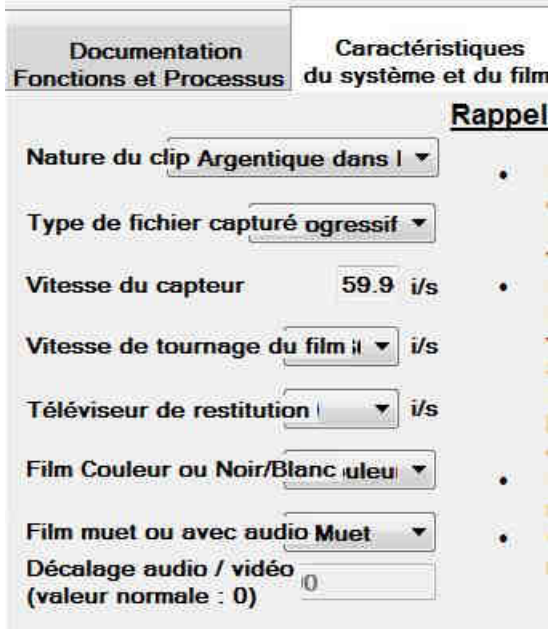 Documentation
Fonctions et Processus
Caractéristiques
du système et du film
Rappel
Nature du clip Argentique dans l
Type de fichier capturé ogressif
Vitesse du capteur 59.9 i/s
Vitesse de tournage du film i/s
Téléviseur de restitution i/s
Film Couleur ou Noir/Blanc uleu
Film muet ou avec audio Muet
Décalage audio / vidéo
(valeur normale : 0)